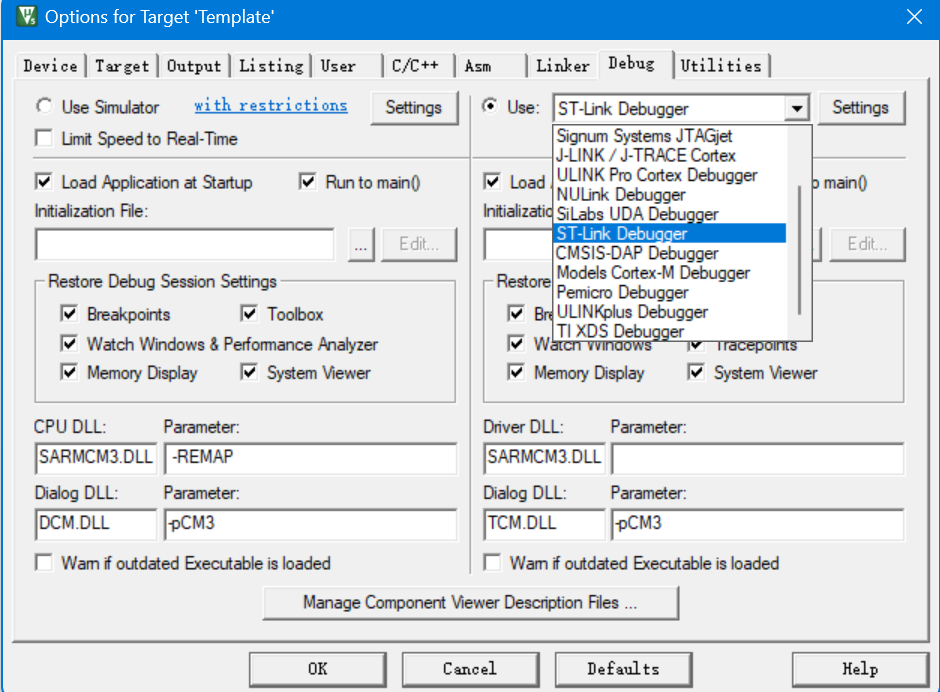 Options for Target 'Template'
Device Target Output Listing User C/C++ Asm Linker Debug Utilities
Use Simulator with restrictions Settings Use: ST-Link Debugger Settings
Limit Speed to Real-Time
Signum Systems JTAGjet
J-LINK / J-TRACE Cortex
ULINK Pro Cortex Debugger
NULink Debugger
SiLabs UDA Debugger
ST-Link Debugger
CMSIS-DAP Debugger
Models Cortex-M Debugger
Pemicro Debugger
ULINKplus Debugger
TI XDS Debugger
Load Application at Startup Run to main() Load main()
Initialization File: Initializatio
... Edit... Edit...
Restore Debug Session Settings Restore
Breakpoints Toolbox
Watch Windows & Performance Analyzer Watch Windows Tracepoints
Memory Display System Viewer Memory Display System Viewer
CPU DLL: Parameter: Driver DLL: Parameter:
SARMCM3.DLL -REMAP SARMCM3.DLL
Dialog DLL: Parameter: Dialog DLL: Parameter:
DCM.DLL -pCM3 TCM.DLL -pCM3
Warn if outdated Executable is loaded Warn if outdated Executable is loaded
Manage Component Viewer Description Files ...
OK Cancel Defaults Help